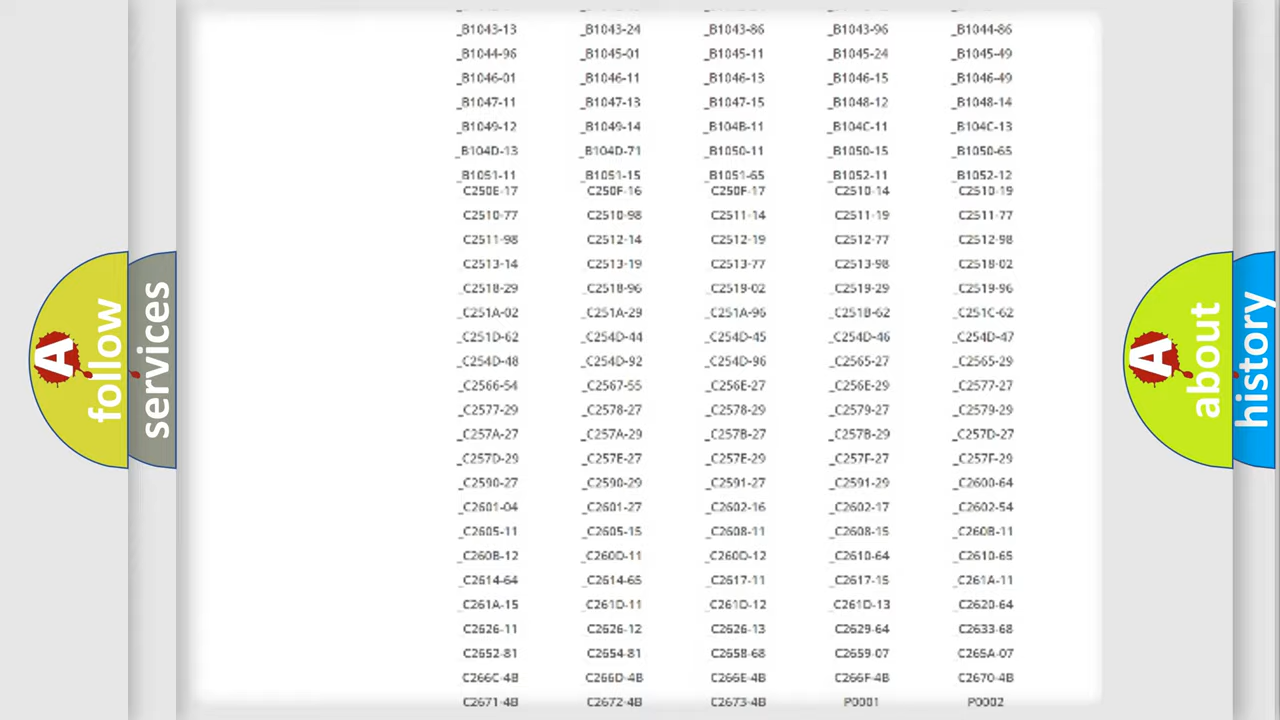 _B1043-13 _B1043-24 _B1043-86 _B1043-96 _B1044-86
_B1044-96 _B1045-01 _B1045-11 _B1045-24 _B1045-49
_B1046-01 _B1046-11 _B1046-13 _B1046-15 _B1046-49
_B1047-11 _B1047-13 _B1047-15 _B1048-12 _B1048-14
_B1049-12 _B1049-14 _B104B-11 _B104C-11 _B104C-13
_B104D-13 _B104D-71 _B1050-11 _B1050-15 _B1050-65
_B1051-11 _B1051-15 _B1051-65 _B1052-11 _B1052-12
C250E-17 C250F-16 C250F-17 C2510-14 C2510-19
C2510-77 C2510-98 C2511-14 C2511-19 C2511-77
C2511-98 C2512-14 C2512-19 C2512-77 C2512-98
C2513-14 C2513-19 C2513-77 C2513-98 C2518-02
_C2518-29 _C2518-96 _C2519-02 _C2519-29 _C2519-96
_C251A-02 _C251A-29 _C251A-96 _C251B-62 _C251C-62
_C251D-62 _C254D-44 _C254D-45 _C254D-46 _C254D-47
_C254D-48 _C254D-92 _C254D-96 _C2565-27 _C2565-29
_C2566-54 _C2567-55 _C256E-27 _C256E-29 _C2577-27
_C2577-29 _C2578-27 _C2578-29 _C2579-27 _C2579-29
_C257A-27 _C257A-29 _C257B-27 _C257B-29 _C257D-27
_C257D-29 _C257E-27 _C257E-29 _C257F-27 _C257F-29
_C2590-27 _C2590-29 _C2591-27 _C2591-29 _C2600-64
_C2601-04 _C2601-27 _C2602-16 _C2602-17 _C2602-54
_C2605-11 _C2605-15 _C2608-11 _C2608-15 _C260B-11
_C260B-12 _C260D-11 _C260D-12 _C2610-64 _C2610-65
_C2614-64 _C2614-65 _C2617-11 _C2617-15 _C261A-11
_C261A-15 _C261D-11 _C261D-12 _C261D-13 _C2620-64
C2626-11 C2626-12 C2626-13 C2629-64 C2633-68
C2652-81 C2654-81 C2658-68 C2659-07 C265A-07
C266C-4B C266D-4B C266E-4B C266F-4B C2670-4B
C2671-4B C2672-4B C2673-4B P0001 P0002
A follow
services
A about
history